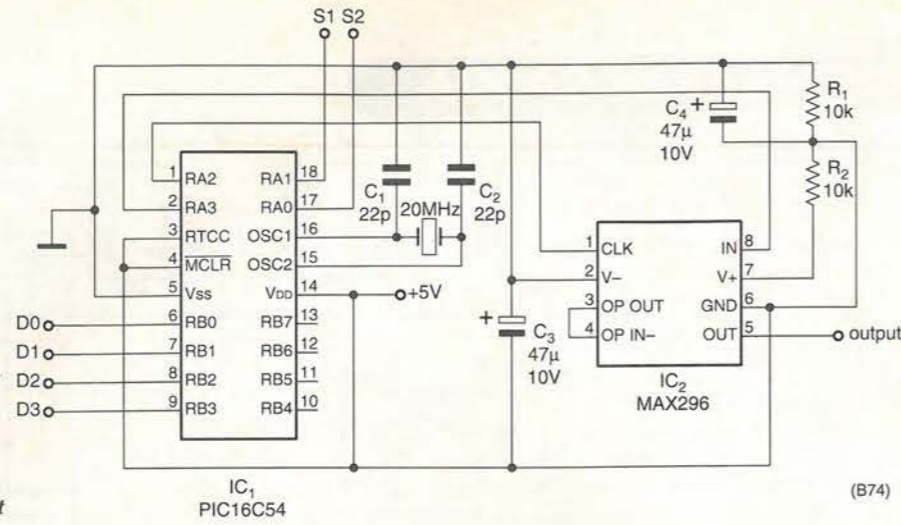 S1 S2
R1
10k
C4 +
47μ
10V
R2
10k
1 RA2 RA1 18
2 RA3 RA0 17
3 RTCC OSC1 16
4 MCLR OSC2 15
5 VSS VDD 14
6 RB0 RB7 13
7 RB1 RB6 12
8 RB2 RB5 11
9 RB3 RB4 10
C1
22p
20MHz
C2
22p
+5V
D0
D1
D2
D3
+
C3
47μ
10V
1 CLK IN 8
2 V− V+ 7
3 OP OUT GND 6
4 OP IN− OUT 5
output
IC2
MAX296
IC1
PIC16C54
(B74)
t